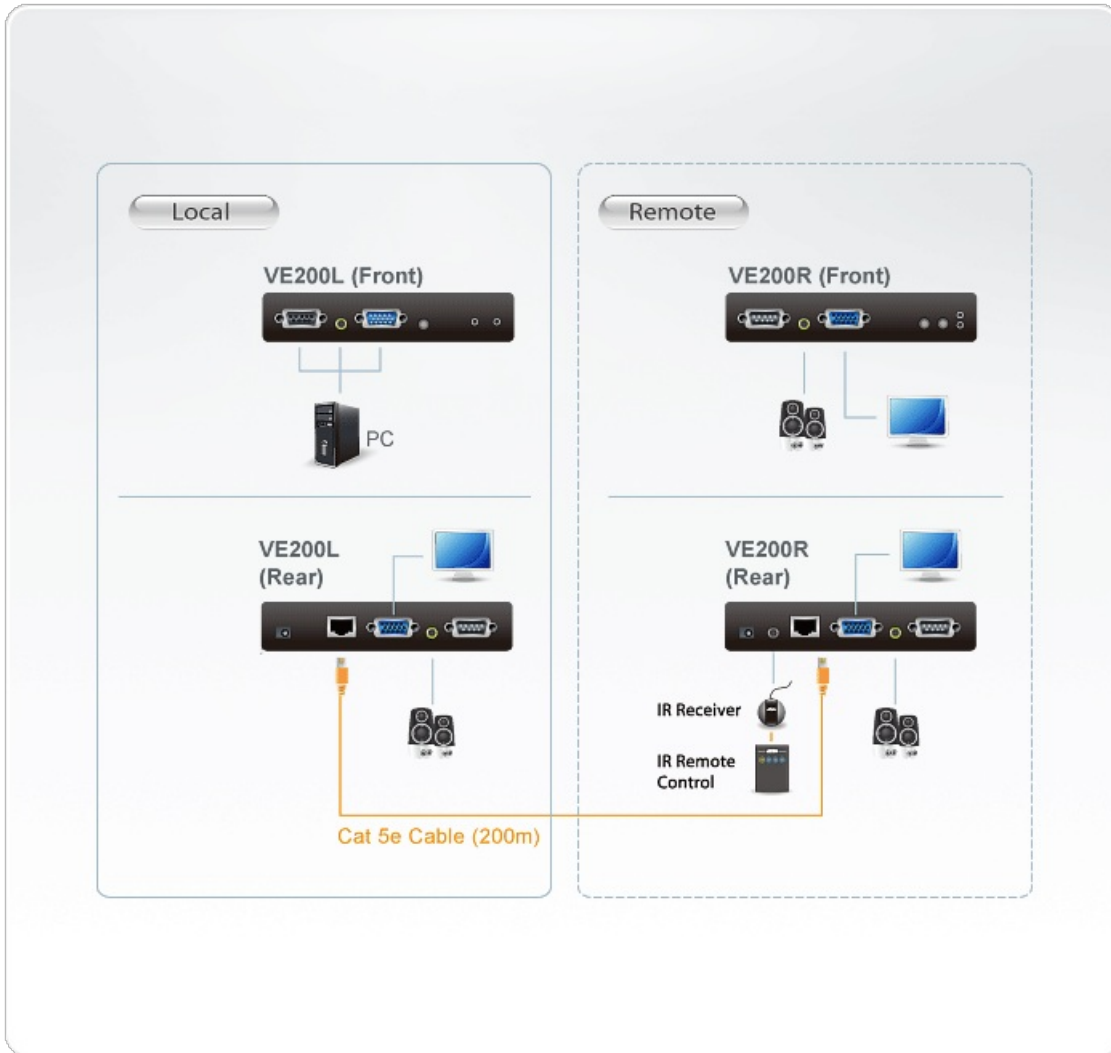 Local
Remote
VE200L (Front)
VE200R (Front)
PC
VE200L
(Rear)
VE200R
(Rear)
IR Receiver
IR Remote
Control
Cat 5e Cable (200m)